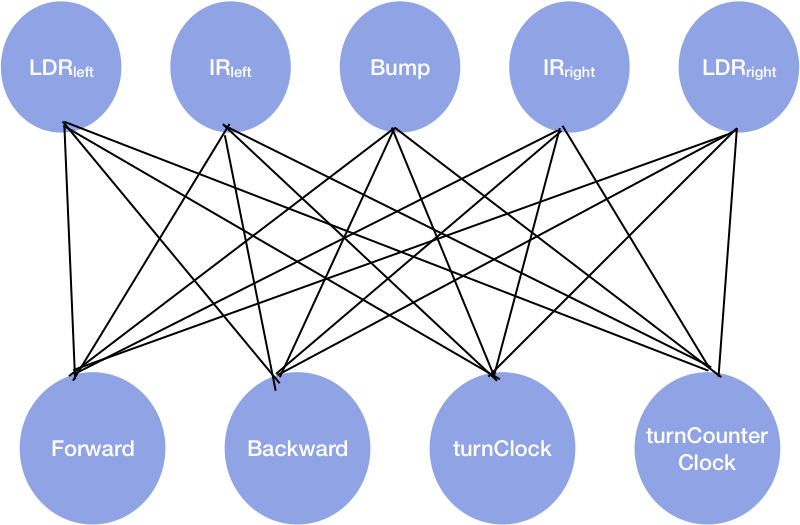 LDRleft
IRleft
Bump
IRright
LDRright
Forward
Backward
turnClock
turnCounter
Clock